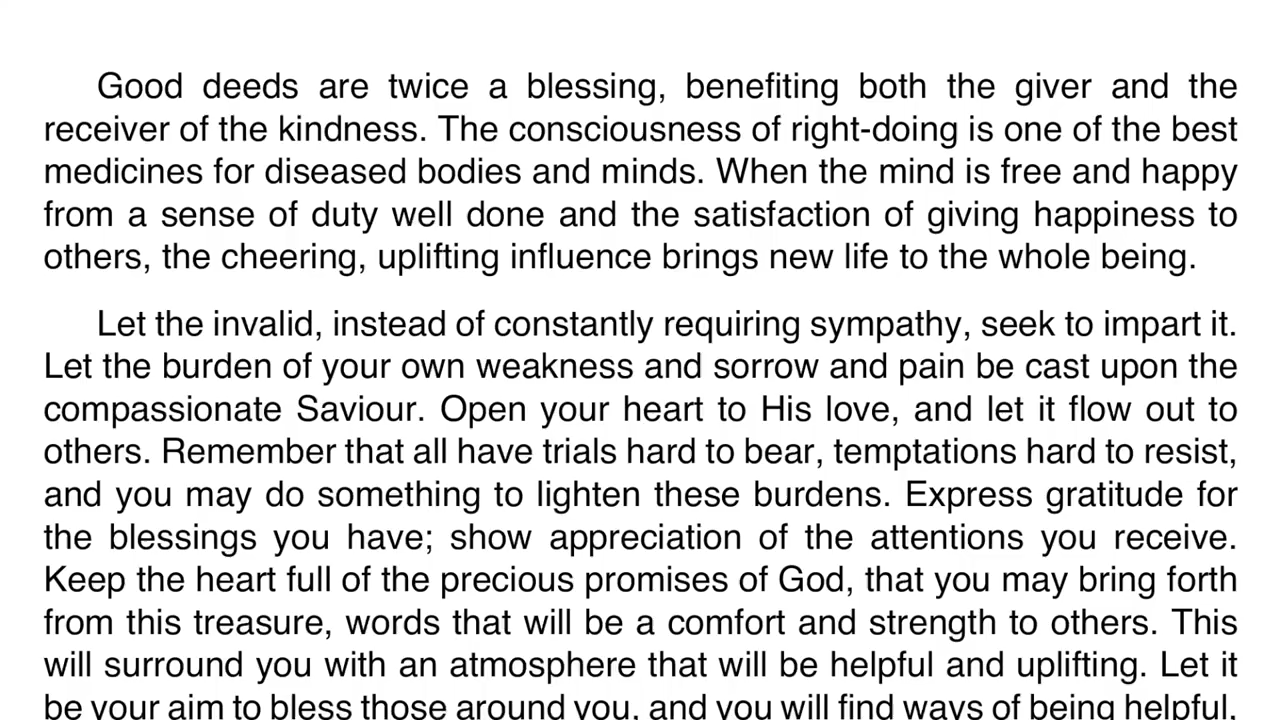 Good deeds are twice a blessing, benefiting both the giver and the
receiver of the kindness. The consciousness of right-doing is one of the best
medicines for diseased bodies and minds. When the mind is free and happy
from a sense of duty well done and the satisfaction of giving happiness to
others, the cheering, uplifting influence brings new life to the whole being.
Let the invalid, instead of constantly requiring sympathy, seek to impart it.
Let the burden of your own weakness and sorrow and pain be cast upon the
compassionate Saviour. Open your heart to His love, and let it flow out to
others. Remember that all have trials hard to bear, temptations hard to resist,
and you may do something to lighten these burdens. Express gratitude for
the blessings you have; show appreciation of the attentions you receive.
Keep the heart full of the precious promises of God, that you may bring forth
from this treasure, words that will be a comfort and strength to others. This
will surround you with an atmosphere that will be helpful and uplifting. Let it
be your aim to bless those around you, and you will find ways of being helpful,